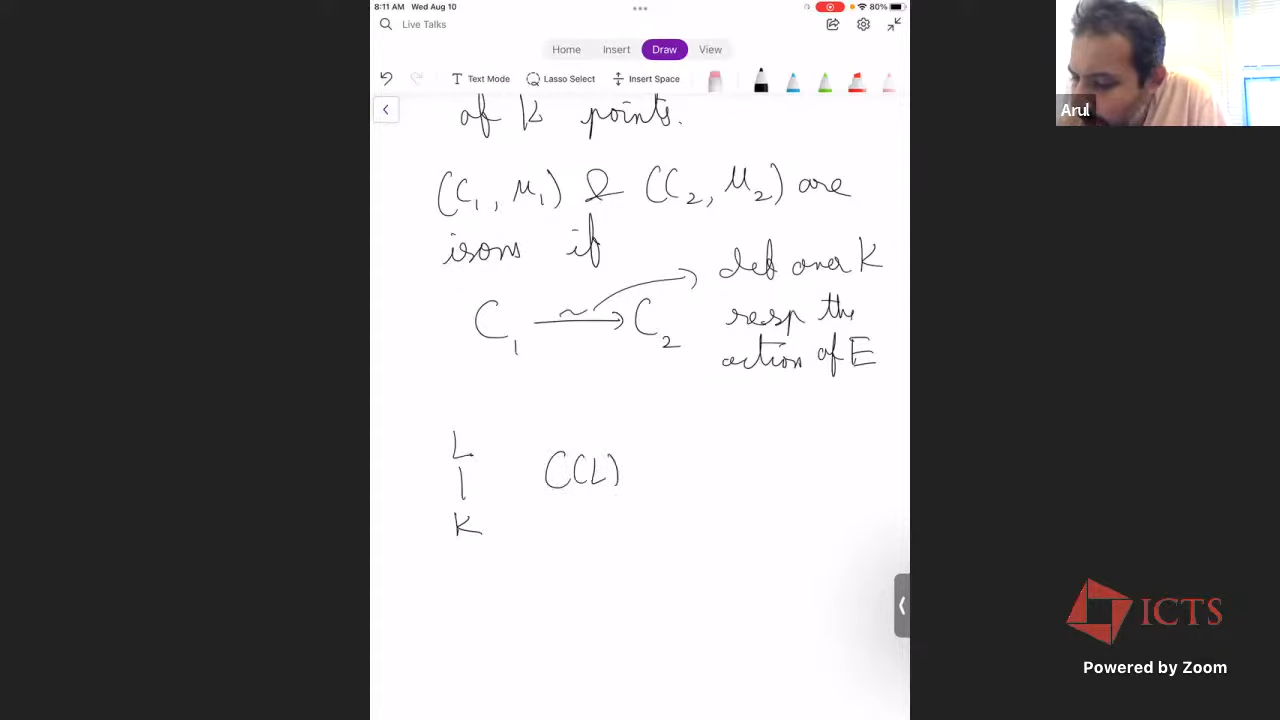 8:11 AM Wed Aug 10
80%
Live Talks
Home Insert Draw View
Text Mode Lasso Select Insert Space
of K points.
(C₁, μ₁) & (C₂, μ₂) are
isom if
def over K
C₁ →~ C₂ resp the
action of E
L
|
K
C(L)
Arul
ICTS
Powered by Zoom